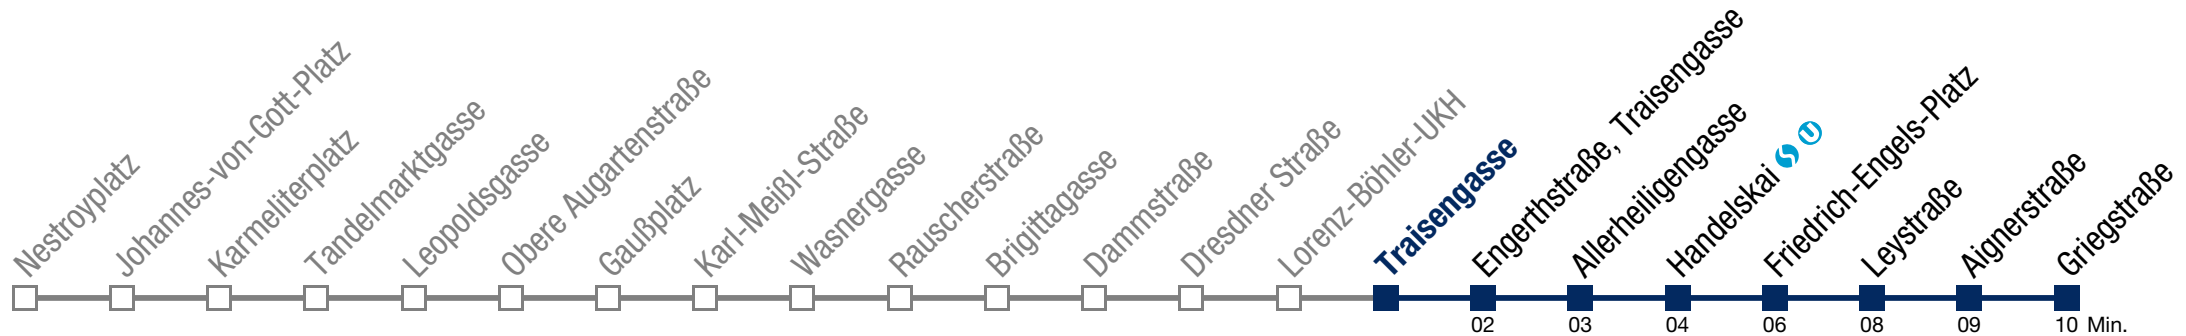 Nestroyplatz
Johannes-von-Gott-Platz
Karmeliterplatz
Tandelmarktgasse
Leopoldsgasse
Obere Augartenstraße
Gaußplatz
Karl-Meißl-Straße
Wasnergasse
Rauscherstraße
Brigittagasse
Dammstraße
Dresdner Straße
Lorenz-Böhler-UKH
Traisengasse
Engerthstraße, Traisengasse
Allerheiligengasse
Handelskai S U
Friedrich-Engels-Platz
Leystraße
Aignerstraße
Griegstraße
02 03 04 06 08 09 10 Min.